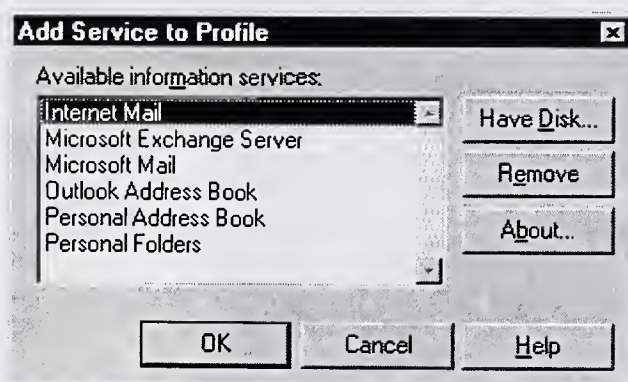 Add Service to Profile
Available information services:
Internet Mail
Microsoft Exchange Server
Microsoft Mail
Outlook Address Book
Personal Address Book
Personal Folders
Have Disk...
Remove
About...
OK
Cancel
Help